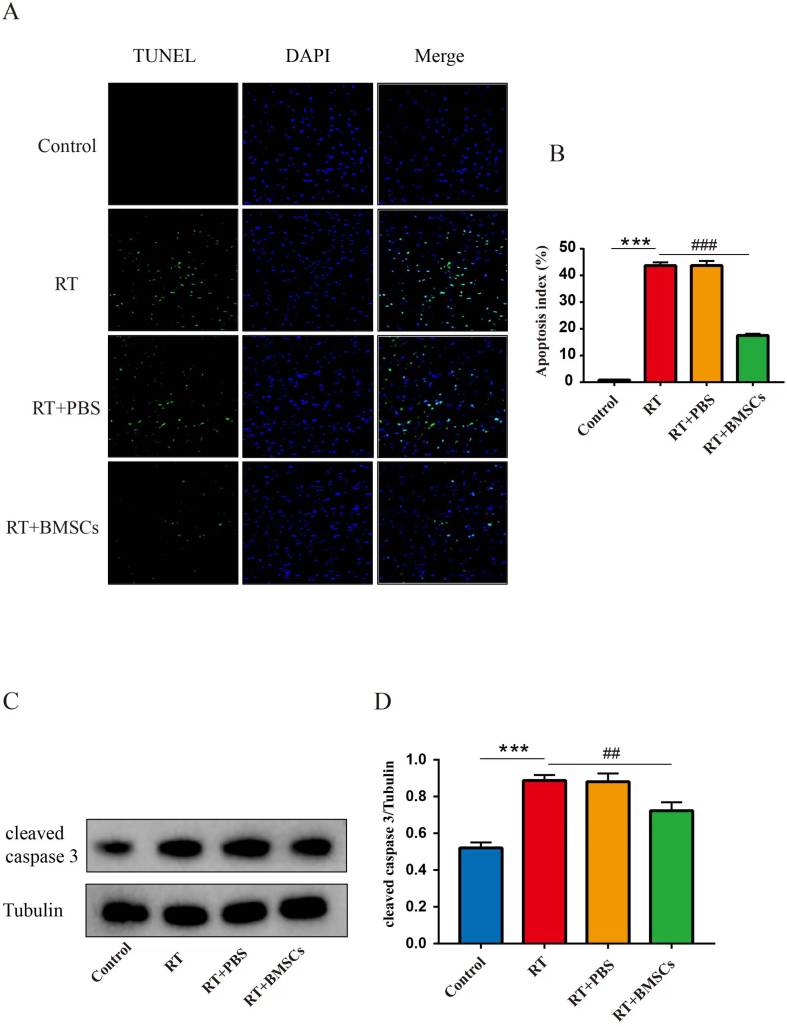 A
TUNEL DAPI Merge
Control
RT
RT+PBS
RT+BMSCs
B
Apoptosis index (%)
50
40
30
20
10
0
***
###
Control RT RT+PBS RT+BMSCs
C
cleaved
caspase 3
Tubulin
Control RT RT+PBS RT+BMSCs
D
cleaved caspase 3/Tubulin
1.0
0.8
0.6
0.4
0.2
0.0
***
##
Control RT RT+PBS RT+BMSCs